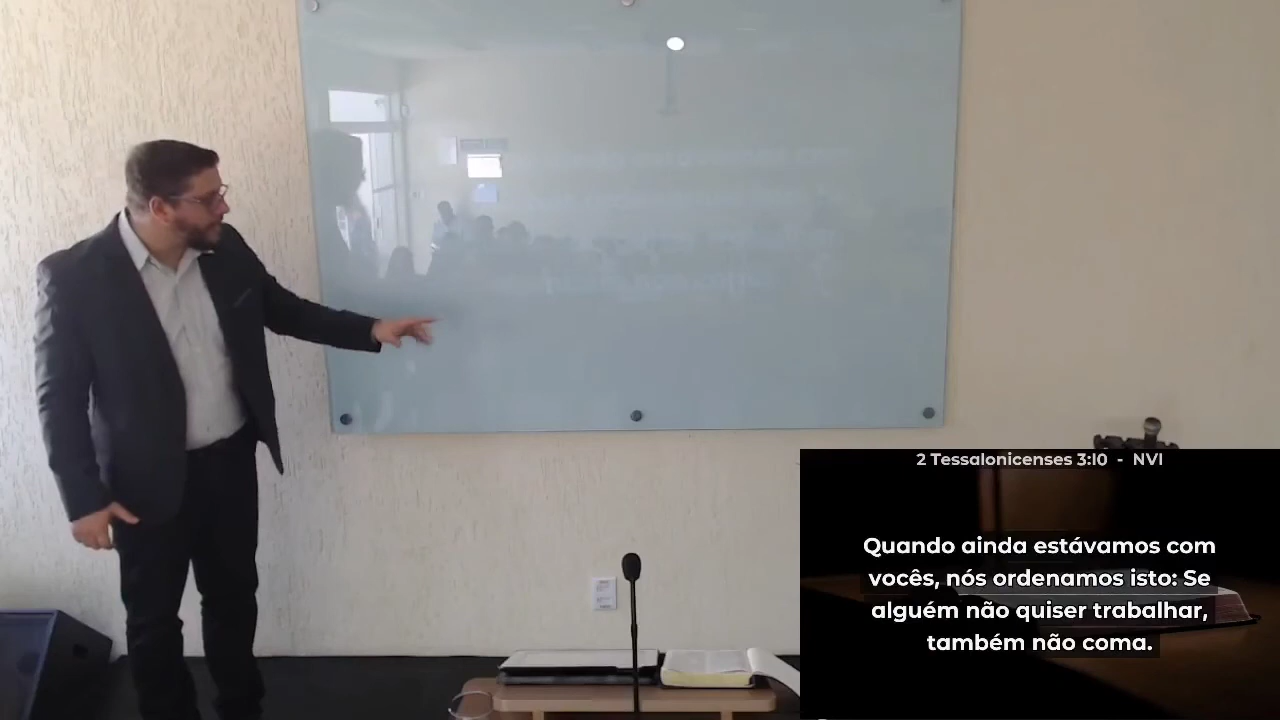 2 Tessalonicenses 3:10 - NVI
Quando ainda estávamos com
vocês, nós ordenamos isto: Se
alguém não quiser trabalhar,
também não coma.